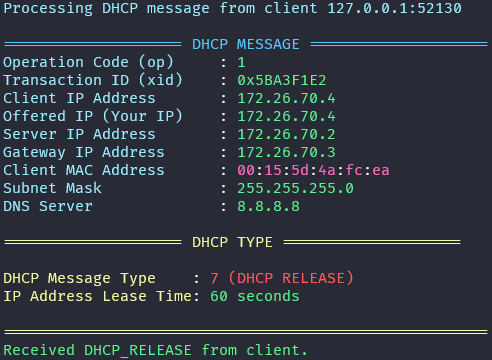 Processing DHCP message from client 127.0.0.1:52130
==================== DHCP MESSAGE ====================
Operation Code (op)     : 1
Transaction ID (xid)    : 0x5BA3F1E2
Client IP Address       : 172.26.70.4
Offered IP (Your IP)    : 172.26.70.4
Server IP Address       : 172.26.70.2
Gateway IP Address      : 172.26.70.3
Client MAC Address      : 00:15:5d:4a:fc:ea
Subnet Mask             : 255.255.255.0
DNS Server              : 8.8.8.8
==================== DHCP TYPE ====================
DHCP Message Type    : 7 (DHCP RELEASE)
IP Address Lease Time: 60 seconds
======================================================
Received DHCP_RELEASE from client.